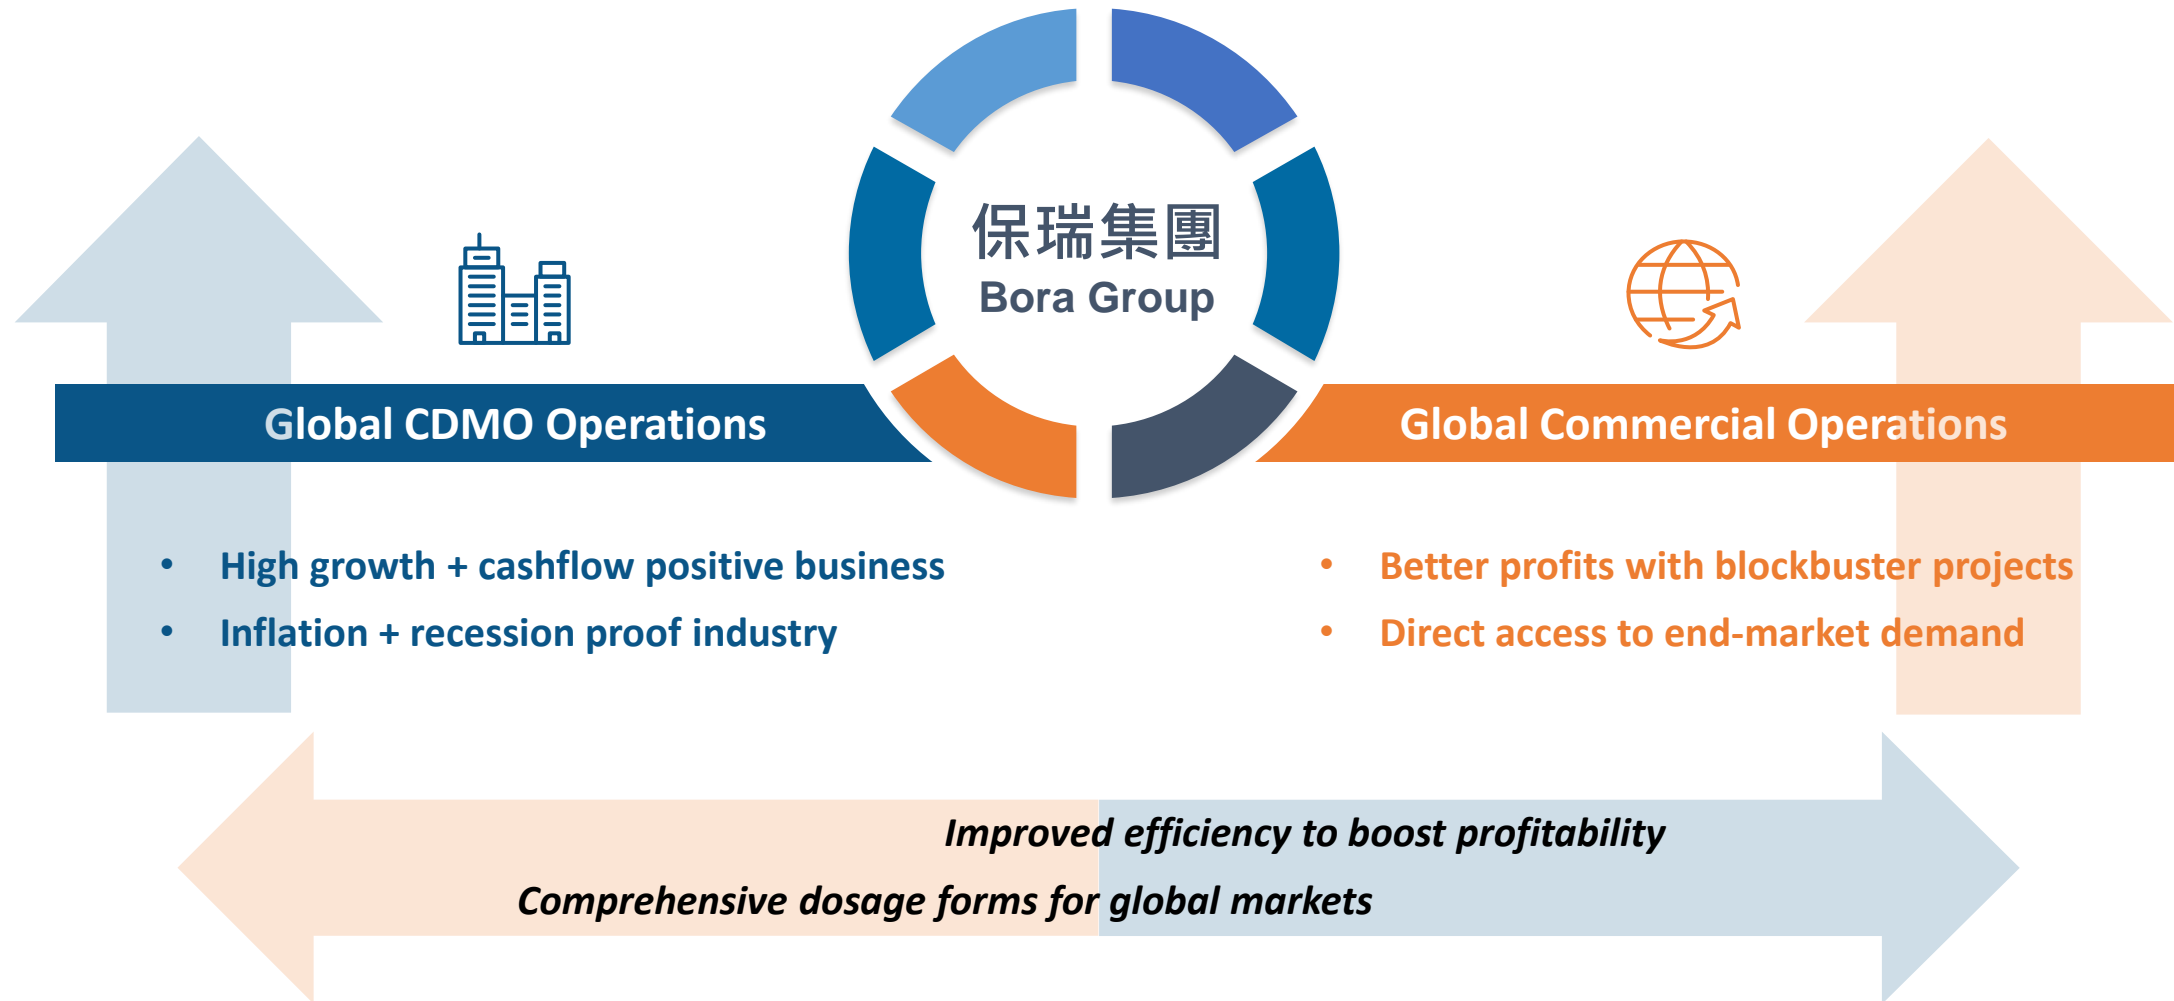 保瑞集團
Bora Group
Global CDMO Operations
• High growth + cashflow positive business
• Inflation + recession proof industry
Global Commercial Operations
• Better profits with blockbuster projects
• Direct access to end-market demand
Improved efficiency to boost profitability
Comprehensive dosage forms for global markets